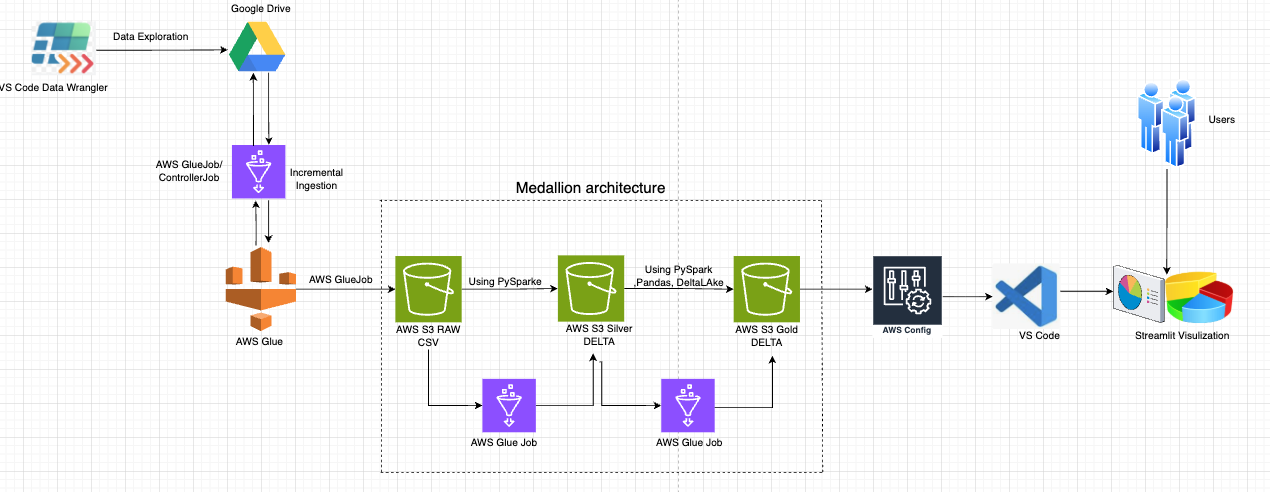 Google Drive
Data Exploration
VS Code Data Wrangler
AWS GlueJob/
ControllerJob
Incremental
Ingestion
Users
Medallion architecture
AWS GlueJob
Using PySparke
Using PySpark
,Pandas, DeltaLAke
AWS Glue
AWS S3 RAW
CSV
AWS S3 Silver
DELTA
AWS S3 Gold
DELTA
AWS Config
VS Code
Streamlit Visulization
AWS Glue Job
AWS Glue Job